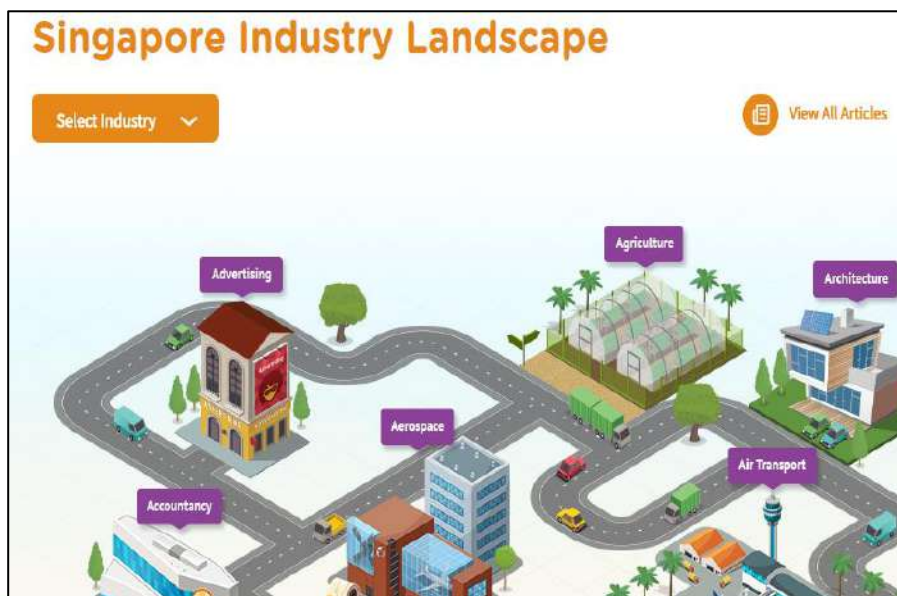 Singapore Industry Landscape
Select Industry
View All Articles
Agriculture
Advertising
Architecture
Aerospace
Air Transport
Accountancy